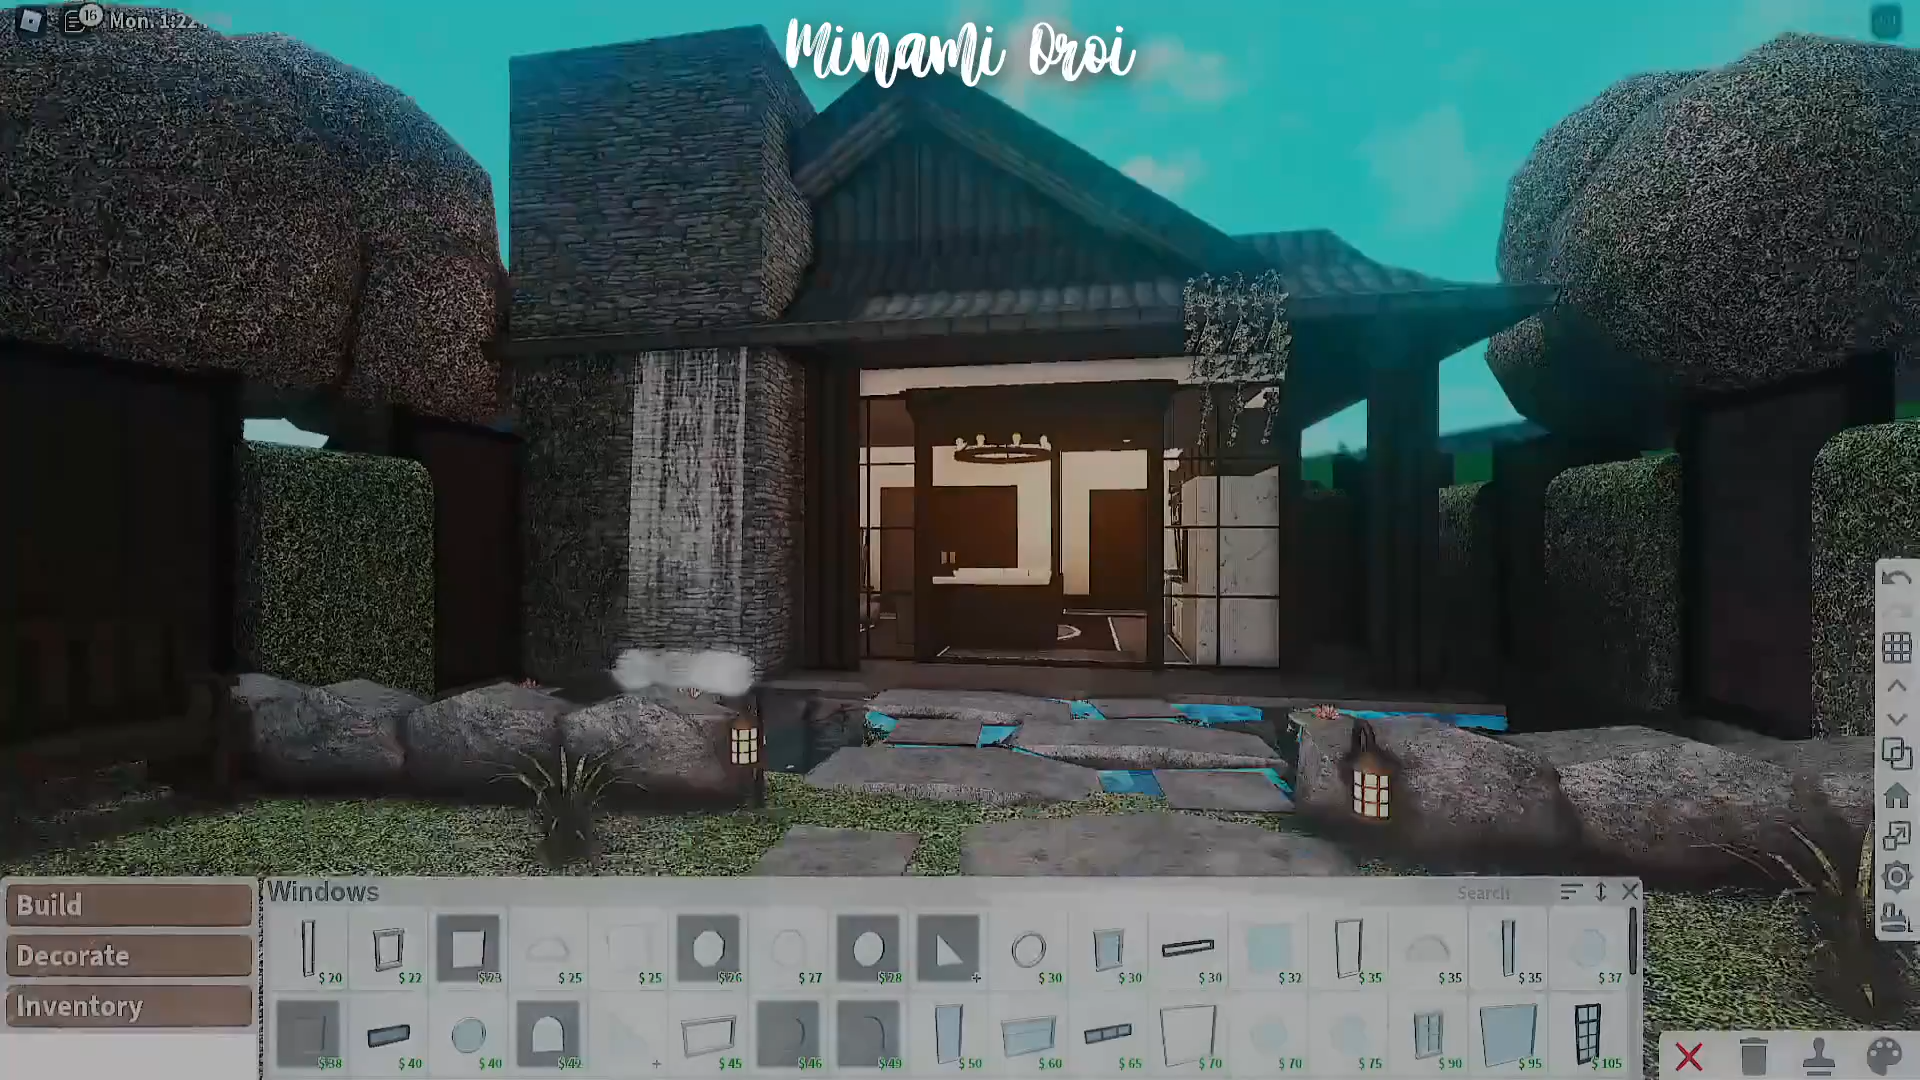 16 Mon. 1:22
Minami Oroi
Build
Decorate
Inventory
Windows
Search
$20 $22 $23 $25 $25 $26 $27 $28 + $30 $30 $30 $32 $35 $35 $35 $37
$38 $40 $40 $42 + $45 $46 $49 $50 $60 $65 $70 $70 $75 $90 $95 $105